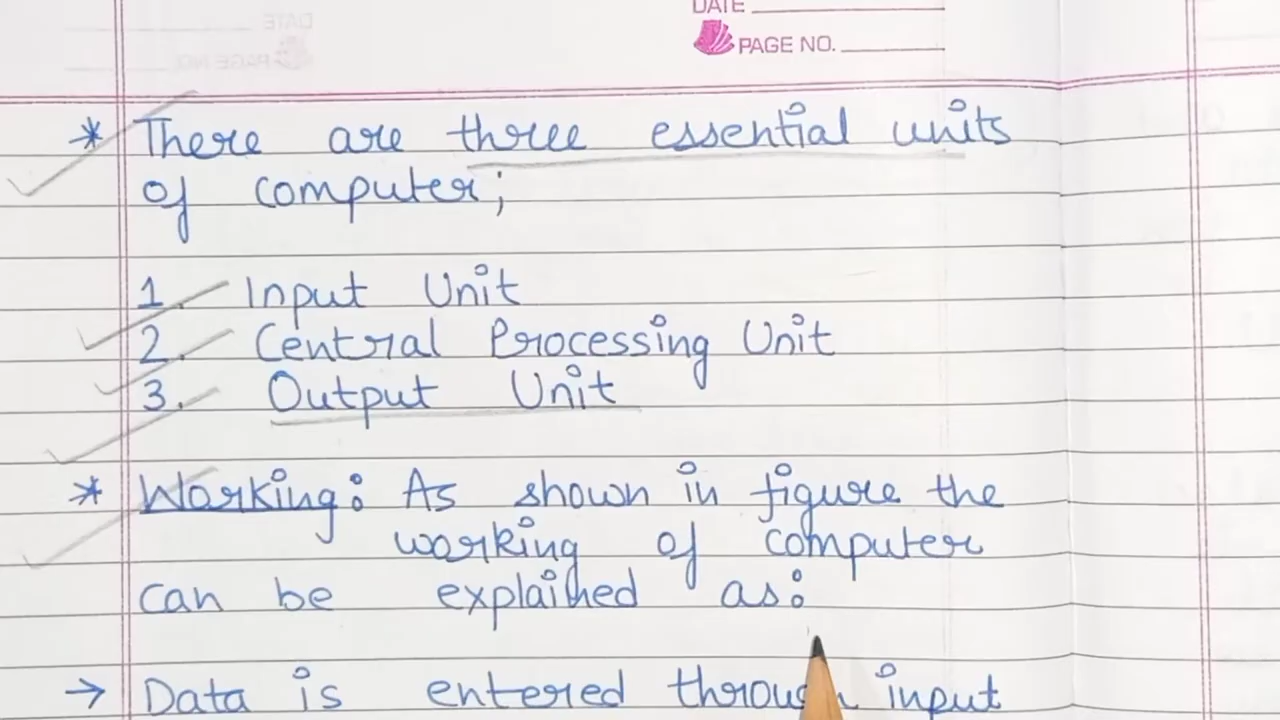 DATE
PAGE NO.
* There are three essential units
of computer;
1. Input Unit
2. Central Processing Unit
3. Output Unit
* Working: As shown in figure the
working of computer
can be explained as:
→ Data is entered through input